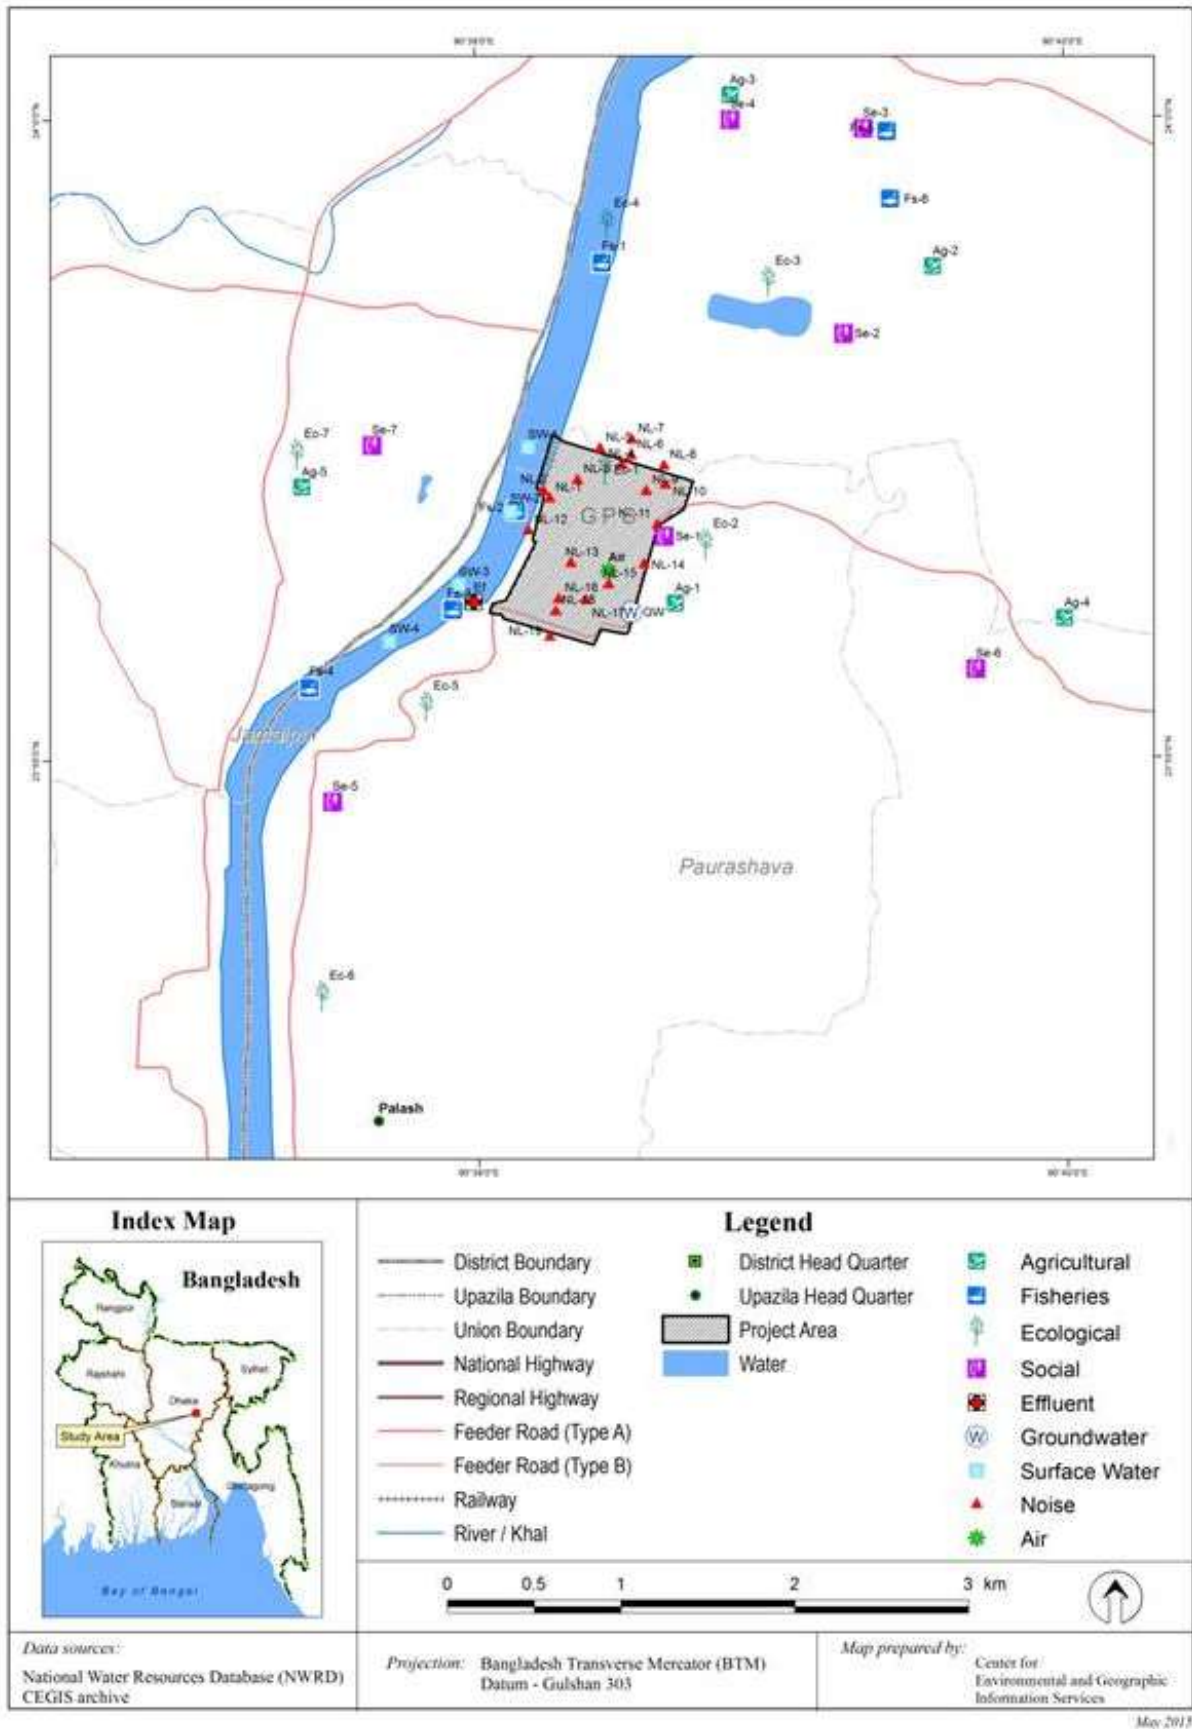 Ag-3
Se-4
Se-3
Ec-4
Fs-1
Fs-6
Ag-2
Ec-3
Se-2
Ec-7
Se-7
Ag-5
NL-7
NL-6
NL-8
NL-1
NL-10
SW-2
Fs-2
NL-12
NL-11
GPS
Se-1
Ec-2
NL-13
Air
NL-14
NL-15
SW-3
Ef
NL-16
NL-17
GW
Ag-1
Ag-4
SW-4
Se-6
Fs-4
Ec-5
Se-5
Paurashava
Ec-6
Palash
Index Map
Bangladesh
Rangpur
Rajshahi
Sylhet
Dhaka
Study Area
Khulna
Barisal
Chittagong
Bay of Bengal
Legend
District Boundary
Upazila Boundary
Union Boundary
National Highway
Regional Highway
Feeder Road (Type A)
Feeder Road (Type B)
Railway
River / Khal
District Head Quarter
Upazila Head Quarter
Project Area
Water
Agricultural
Fisheries
Ecological
Social
Effluent
W Groundwater
Surface Water
Noise
Air
0 0.5 1 2 3 km
Data sources:
National Water Resources Database (NWRD)
CEGIS archive
Projection: Bangladesh Transverse Mercator (BTM)
Datum - Gulshan 303
Map prepared by:
Center for
Environmental and Geographic
Information Services